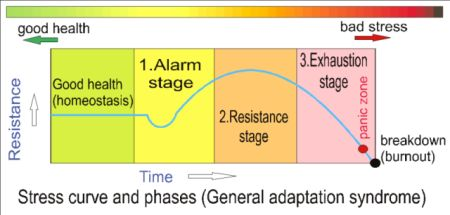 good health
bad stress
Good health
(homeostasis)
1.Alarm
stage
2.Resistance
stage
3.Exhaustion
stage
panic zone
breakdown
(burnout)
Resistance
Time
Stress curve and phases (General adaptation syndrome)